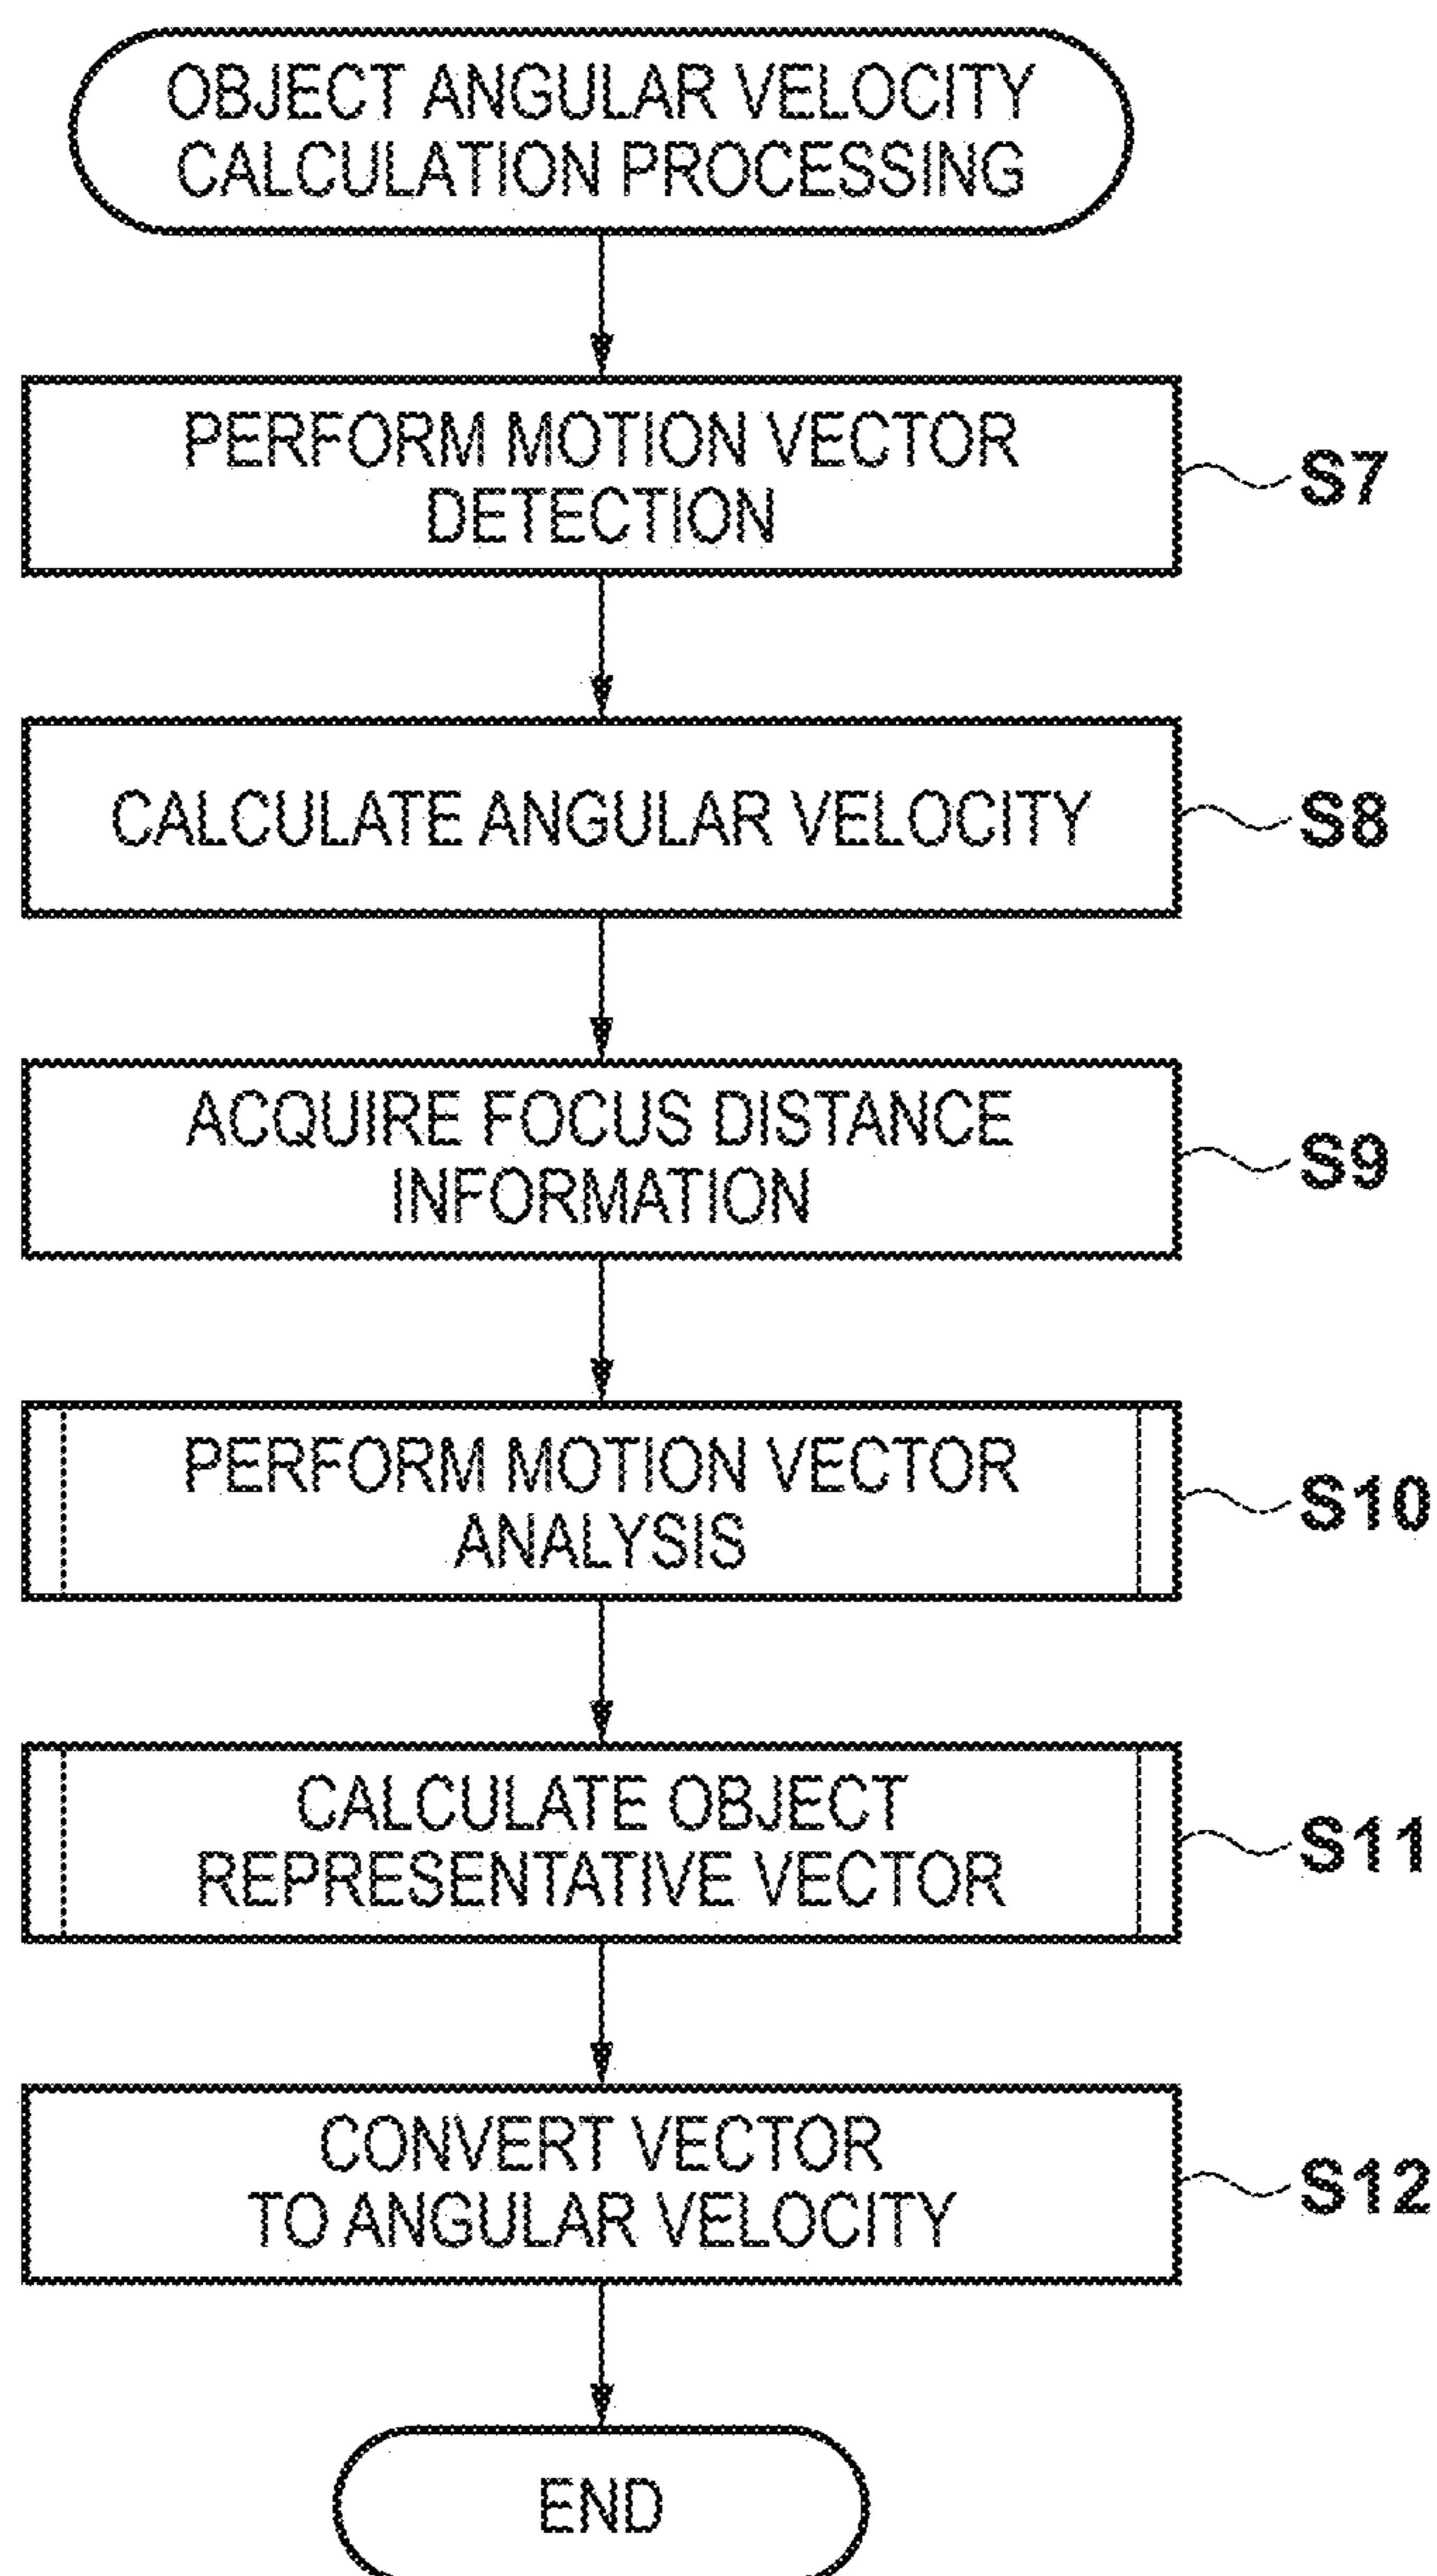 OBJECT ANGULAR VELOCITY
CALCULATION PROCESSING
PERFORM MOTION VECTOR
DETECTION
S7
CALCULATE ANGULAR VELOCITY
S8
ACQUIRE FOCUS DISTANCE
INFORMATION
S9
PERFORM MOTION VECTOR
ANALYSIS
S10
CALCULATE OBJECT
REPRESENTATIVE VECTOR
S11
CONVERT VECTOR
TO ANGULAR VELOCITY
S12
END